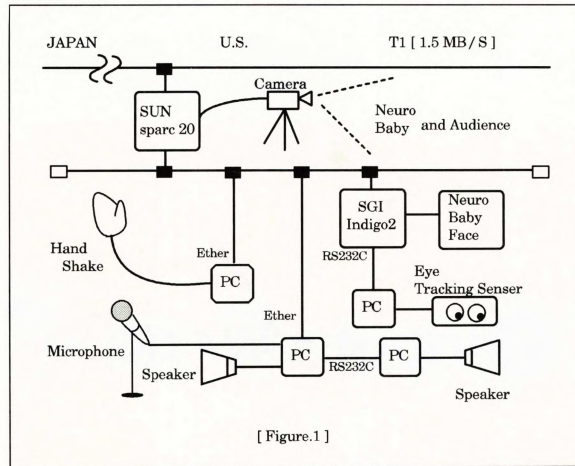 JAPAN U.S. T1 [ 1.5 MB / S ]
Camera
SUN
sparc 20
Neuro
Baby and Audience
SGI
Indigo2
Neuro
Baby
Face
Hand
Shake
Ether
PC
RS232C
Eye
Tracking Senser
PC
Ether
Microphone
Speaker
PC
RS232C
PC
Speaker
[ Figure.1 ]